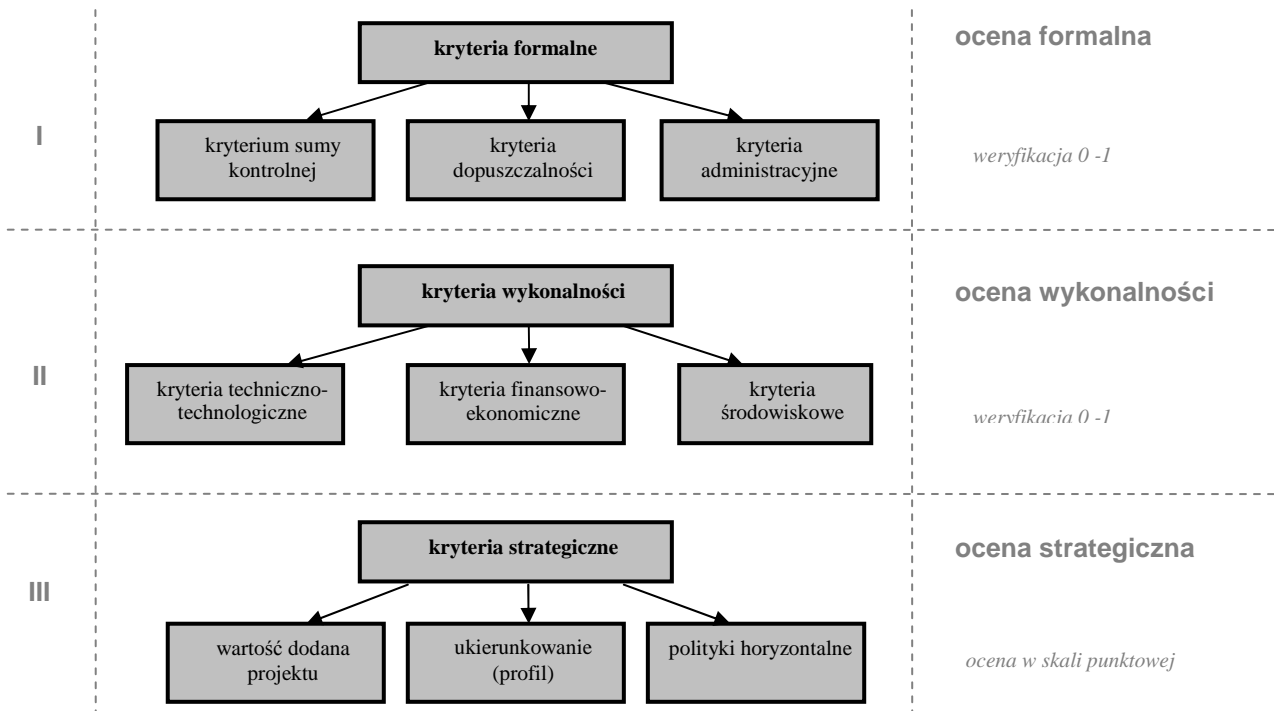 kryteria formalne
ocena formalna
I
kryterium sumy
kontrolnej
kryteria
dopuszczalności
kryteria
administracyjne
weryfikacja 0 -1
kryteria wykonalności
ocena wykonalności
II
kryteria techniczno-
technologiczne
kryteria finansowo-
ekonomiczne
kryteria
środowiskowe
weryfikacja 0 -1
kryteria strategiczne
ocena strategiczna
III
wartość dodana
projektu
ukierunkowanie
(profil)
polityki horyzontalne
ocena w skali punktowej